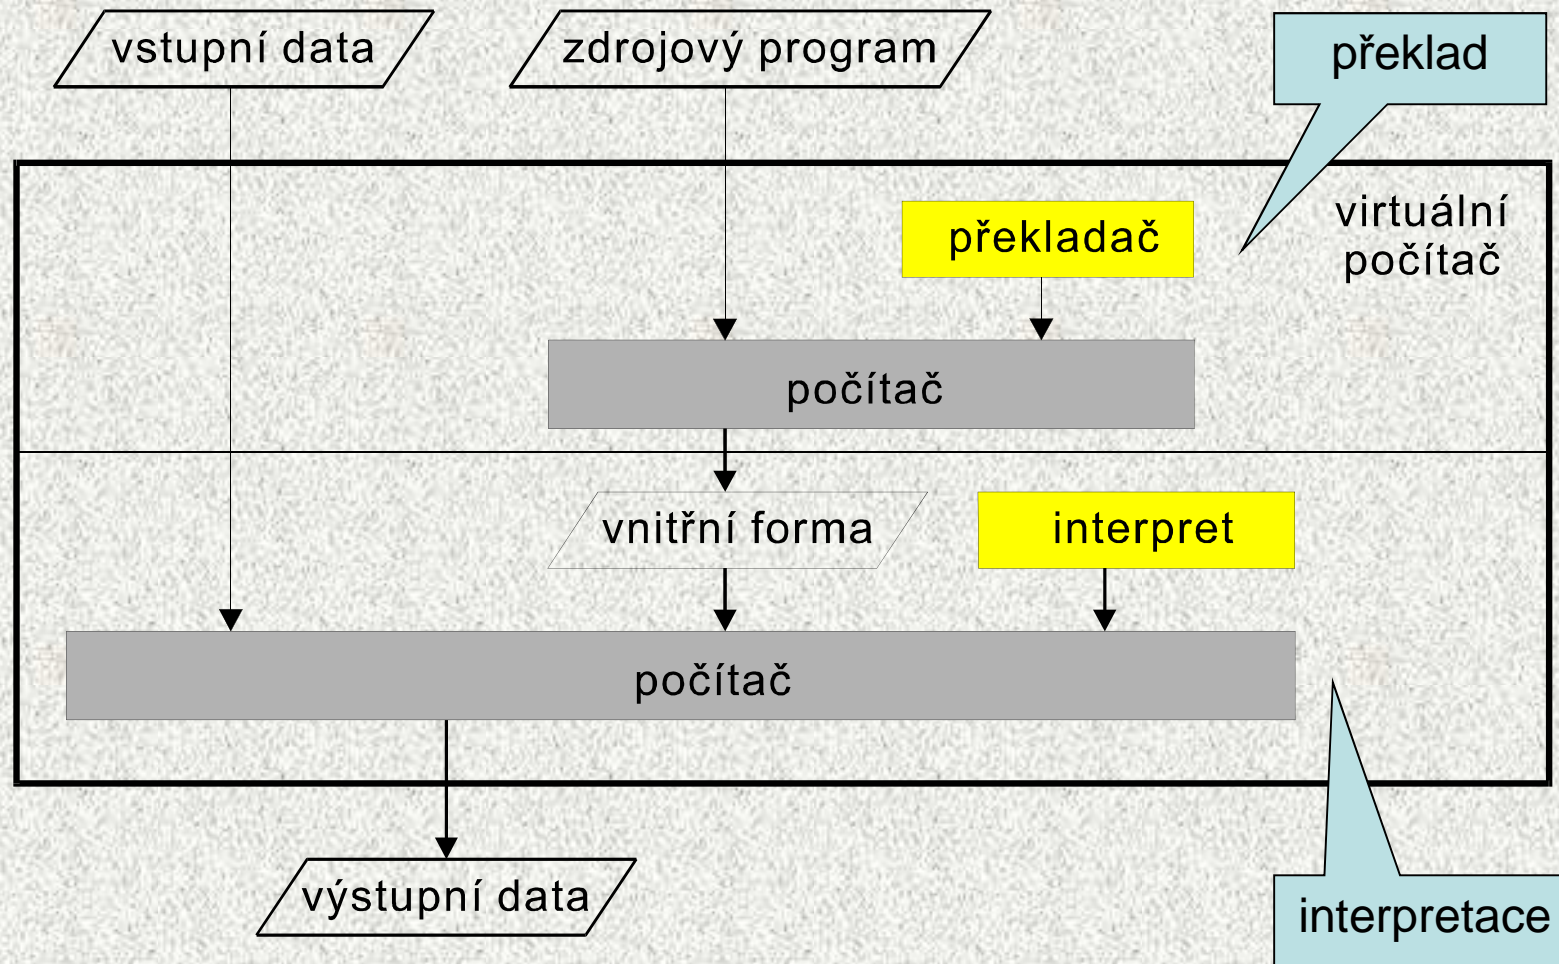 vstupní data
zdrojový program
překlad
překladač
virtuální
počítač
počítač
vnitřní forma
interpret
počítač
výstupní data
interpretace